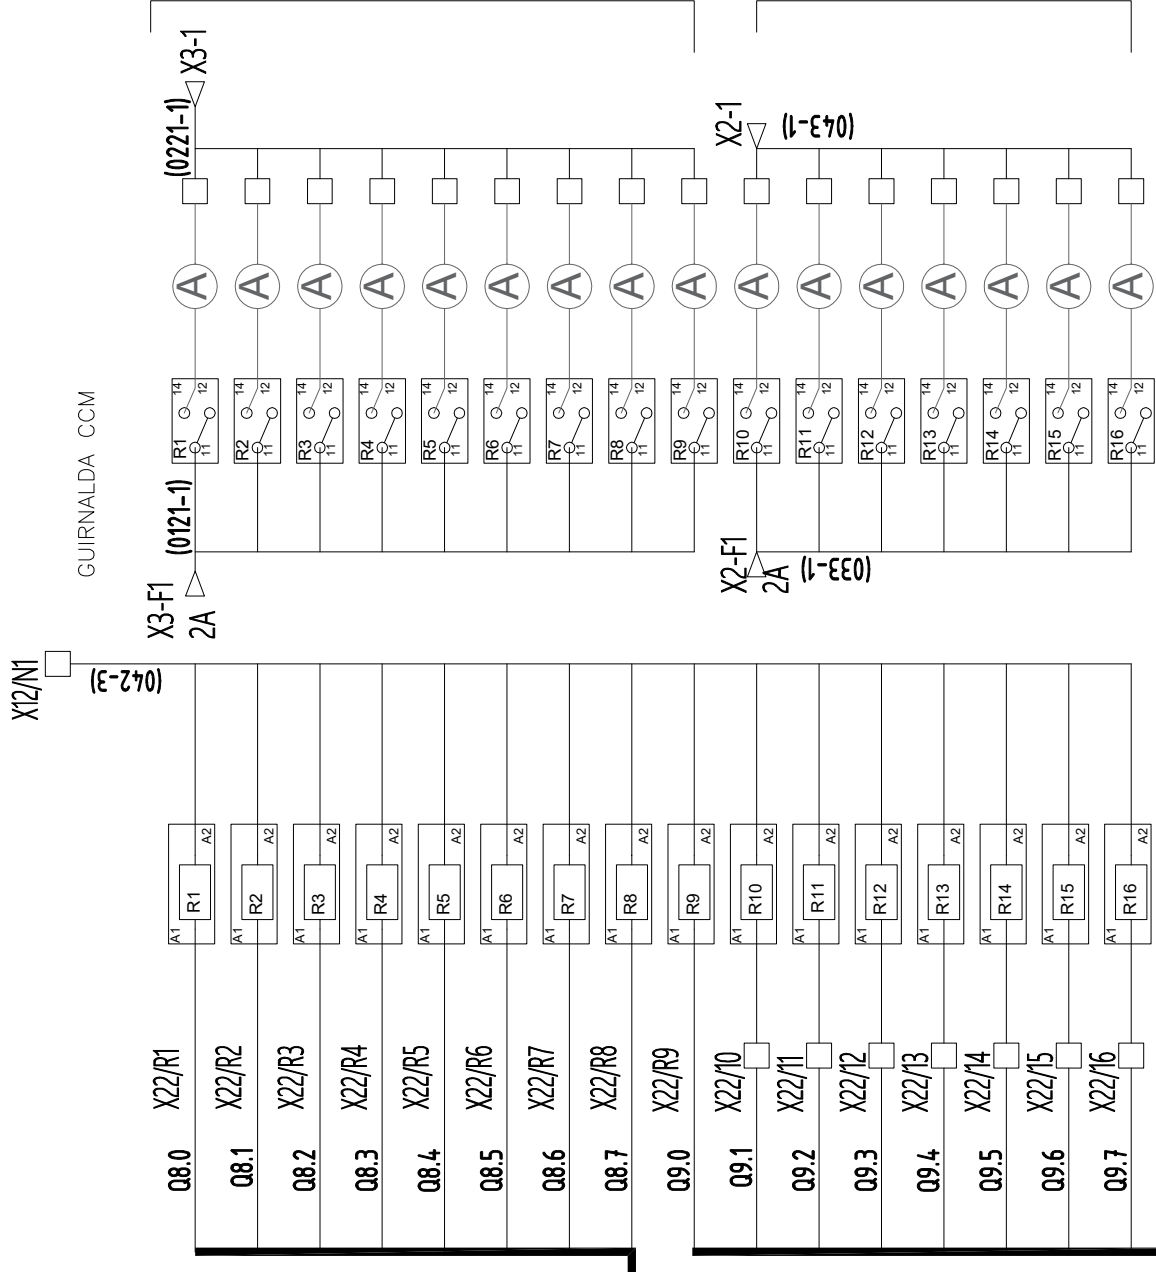 X3-1
(0221-1)
X2-1
(043-1)
A A A A A A A A A A A A A A A A
14 14 14 14 14 14 14 14 14 14 14 14 14 14 14 14
12 12 12 12 12 12 12 12 12 12 12 12 12 12 12 12
R1 R2 R3 R4 R5 R6 R7 R8 R9 R10 R11 R12 R13 R14 R15 R16
11 11 11 11 11 11 11 11 11 11 11 11 11 11 11 11
GUIRNALDA CCM
(0121-1)
X3-F1
2A
X2-F1
2A
(033-1)
X12/N1
(042-3)
A2 A2 A2 A2 A2 A2 A2 A2 A2 A2 A2 A2 A2 A2 A2 A2
R1 R2 R3 R4 R5 R6 R7 R8 R9 R10 R11 R12 R13 R14 R15 R16
A1 A1 A1 A1 A1 A1 A1 A1 A1 A1 A1 A1 A1 A1 A1 A1
X22/R1 X22/R2 X22/R3 X22/R4 X22/R5 X22/R6 X22/R7 X22/R8 X22/R9 X22/10 X22/11 X22/12 X22/13 X22/14 X22/15 X22/16
Q8.0 Q8.1 Q8.2 Q8.3 Q8.4 Q8.5 Q8.6 Q8.7 Q9.0 Q9.1 Q9.2 Q9.3 Q9.4 Q9.5 Q9.6 Q9.7